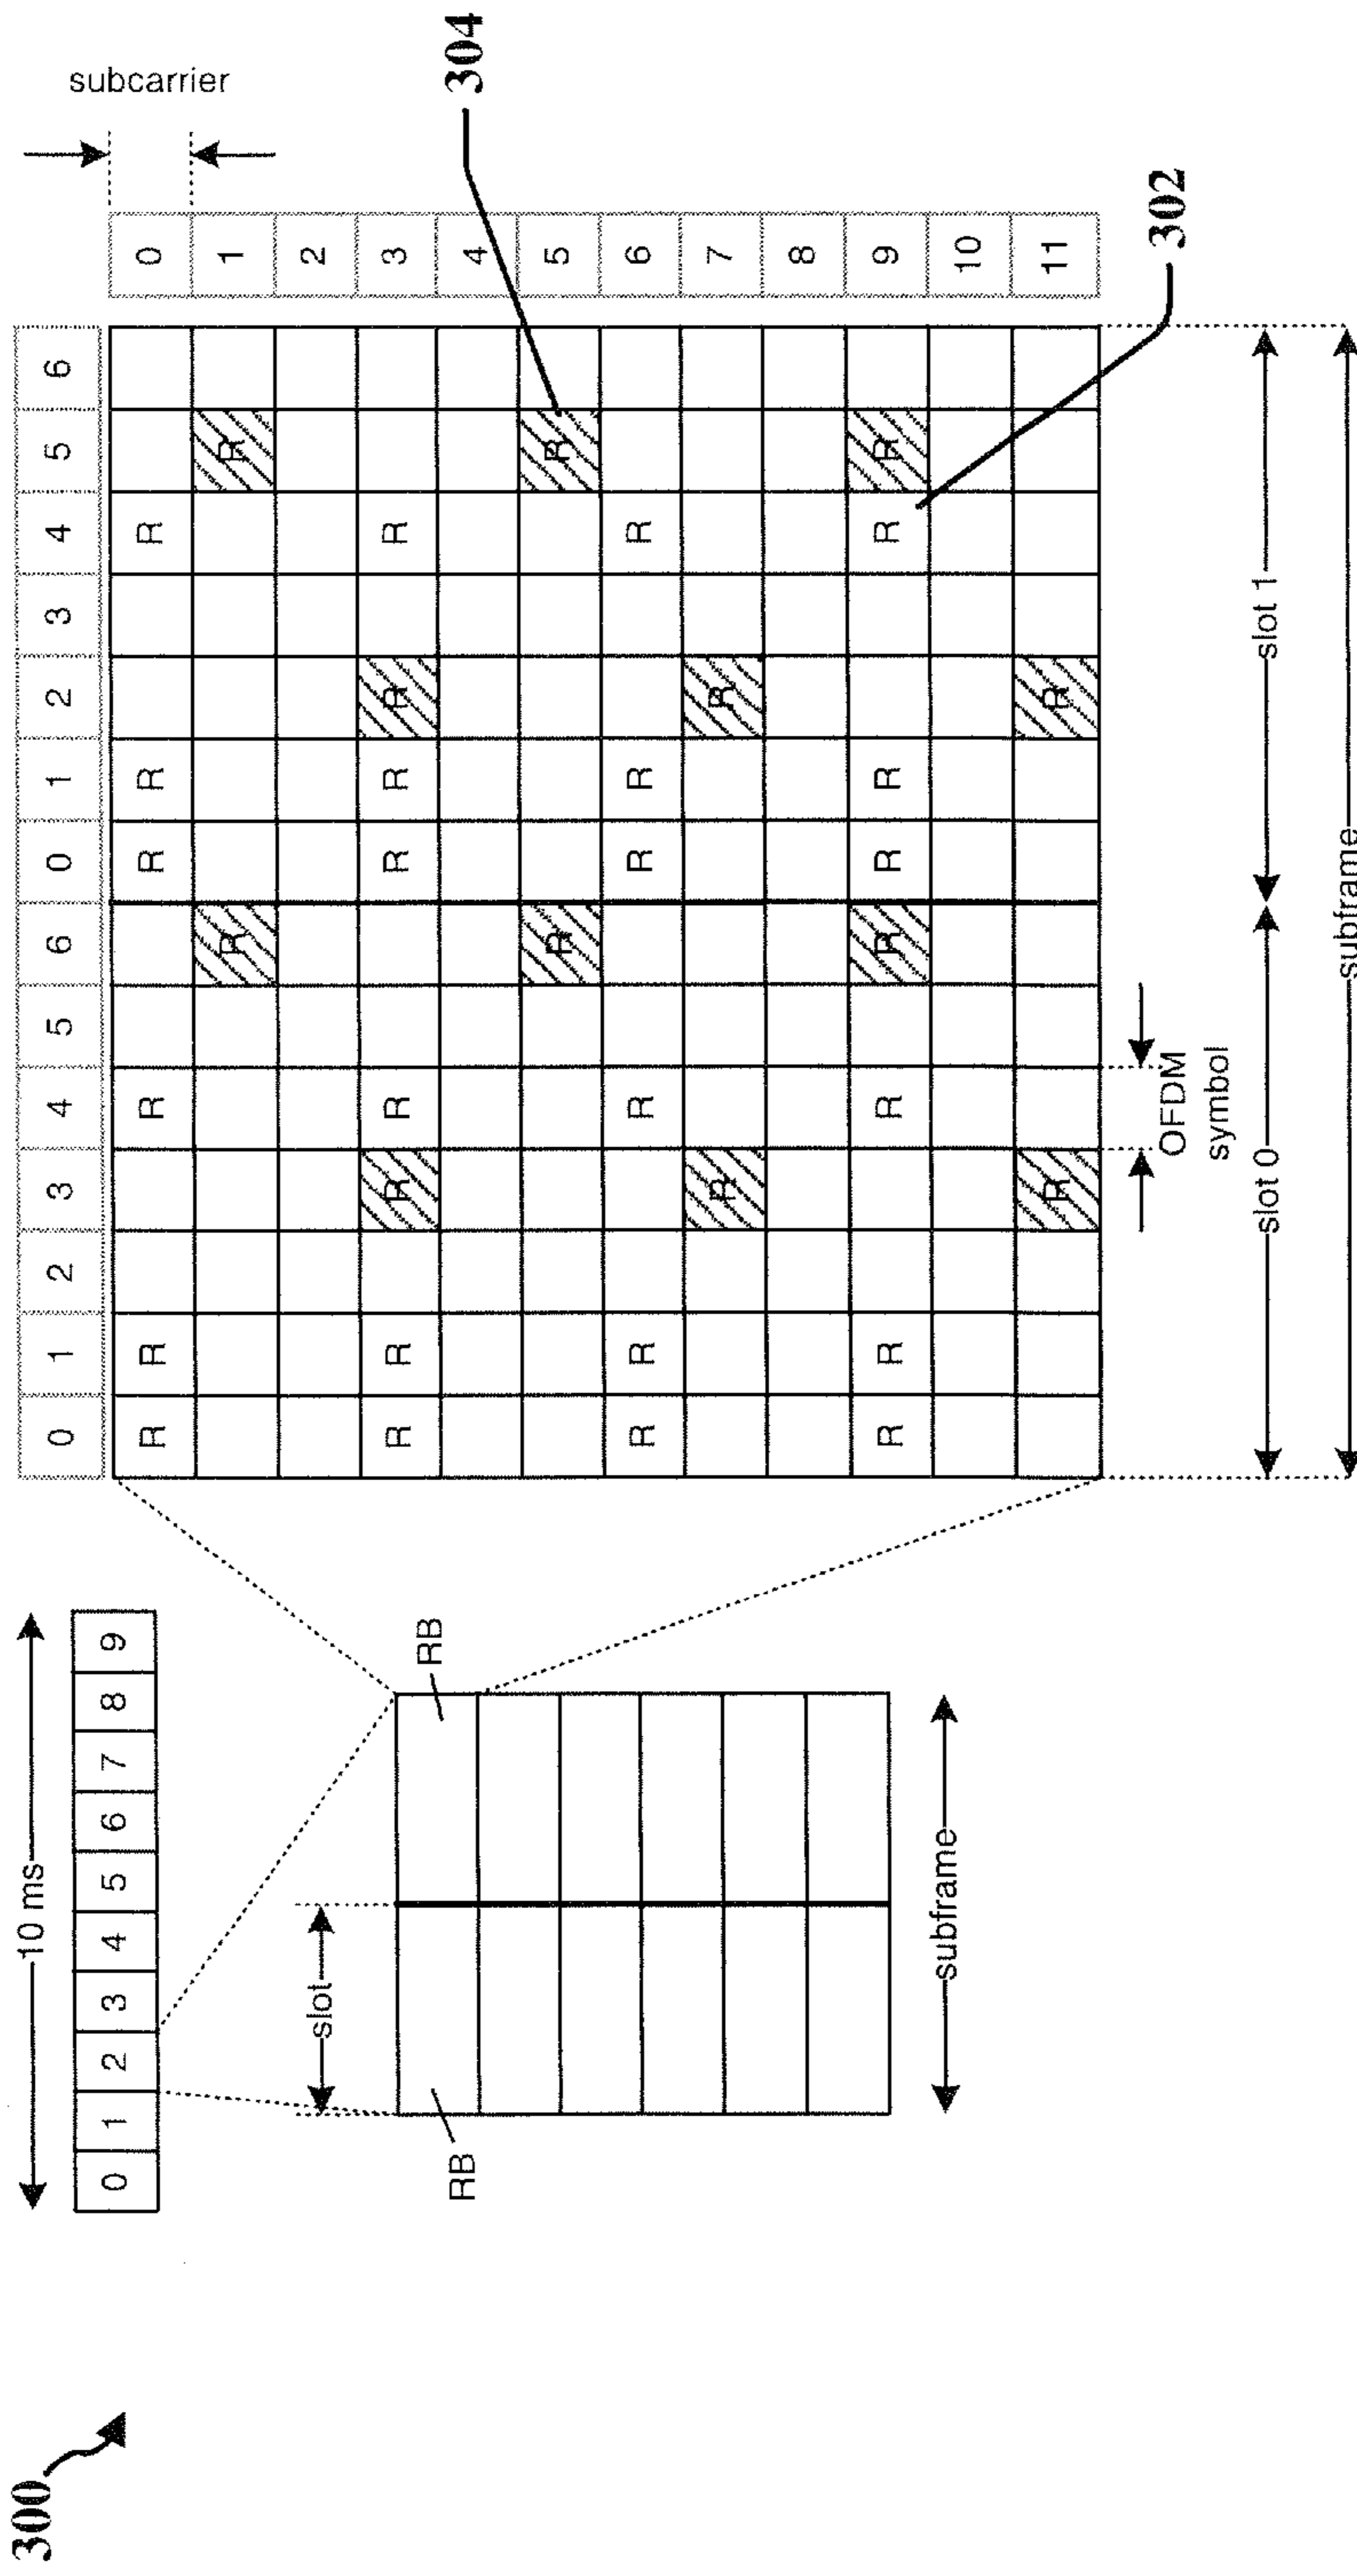 300
10 ms
0 1 2 3 4 5 6 7 8 9
slot
RB
RB
subframe
0 1 2 3 4 5 6 0 1 2 3 4 5 6
subcarrier
R R R R R R 0
R R 1
2
R R R R R R R R 3
4
304
R R 5
R R R R R R 6
R R 7
8
R R R R R R R R 9
10
R R 11
302
OFDM
symbol
slot 0
slot 1
subframe